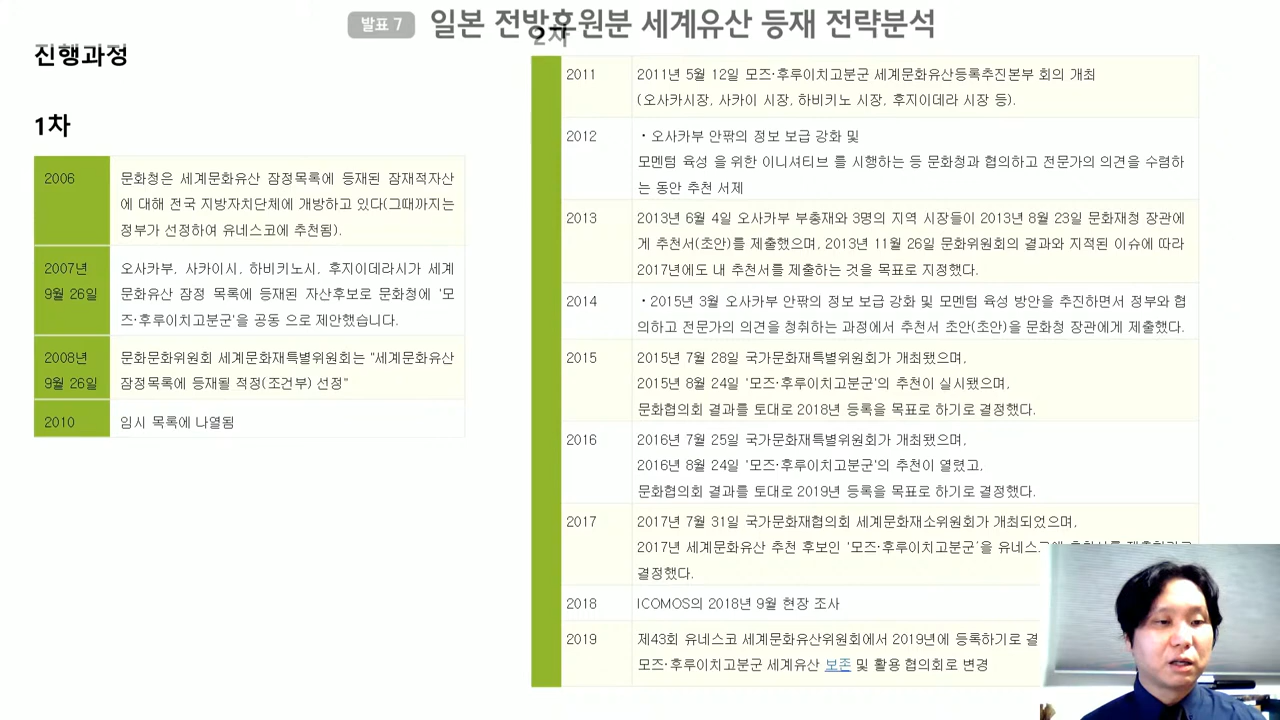 발표 7
일본 전방후원분 세계유산 등재 전략분석
진행과정
1차
2006
문화청은 세계문화유산 잠정목록에 등재된 잠재적자산
에 대해 전국 지방자치단체에 개방하고 있다(그때까지는
정부가 선정하여 유네스코에 추천됨).
2007년
9월 26일
오사카부, 사카이시, 하비키노시, 후지이데라시가 세계
문화유산 잠정 목록에 등재된 자산후보로 문화청에 '모
즈·후루이치고분군'을 공동 으로 제안했습니다.
2008년
9월 26일
문화문화위원회 세계문화재특별위원회는 "세계문화유산
잠정목록에 등재될 적정(조건부) 선정"
2010
임시 목록에 나열됨
2차
2011
2011년 5월 12일 모즈·후루이치고분군 세계문화유산등록추진본부 회의 개최
(오사카시장, 사카이 시장, 하비키노 시장, 후지이데라 시장 등).
2012
・오사카부 안팎의 정보 보급 강화 및
모멘텀 육성 을 위한 이니셔티브 를 시행하는 등 문화청과 협의하고 전문가의 의견을 수렴하
는 동안 추천 서제
2013
2013년 6월 4일 오사카부 부총재와 3명의 지역 시장들이 2013년 8월 23일 문화재청 장관에
게 추천서(초안)를 제출했으며, 2013년 11월 26일 문화위원회의 결과와 지적된 이슈에 따라
2017년에도 내 추천서를 제출하는 것을 목표로 지정했다.
2014
・2015년 3월 오사카부 안팎의 정보 보급 강화 및 모멘텀 육성 방안을 추진하면서 정부와 협
의하고 전문가의 의견을 청취하는 과정에서 추천서 초안(초안)을 문화청 장관에게 제출했다.
2015
2015년 7월 28일 국가문화재특별위원회가 개최됐으며,
2015년 8월 24일 '모즈·후루이치고분군'의 추천이 실시됐으며,
문화협의회 결과를 토대로 2018년 등록을 목표로 하기로 결정했다.
2016
2016년 7월 25일 국가문화재특별위원회가 개최됐으며,
2016년 8월 24일 '모즈·후루이치고분군'의 추천이 열렸고,
문화협의회 결과를 토대로 2019년 등록을 목표로 하기로 결정했다.
2017
2017년 7월 31일 국가문화재협의회 세계문화재소위원회가 개최되었으며,
2017년 세계문화유산 추천 후보인 '모즈·후루이치고분군'을 유네스
결정했다.
2018
ICOMOS의 2018년 9월 현장 조사
2019
제43회 유네스코 세계문화유산위원회에서 2019년에 등록하기로 결
모즈·후루이치고분군 세계유산 보존 및 활용 협의회로 변경